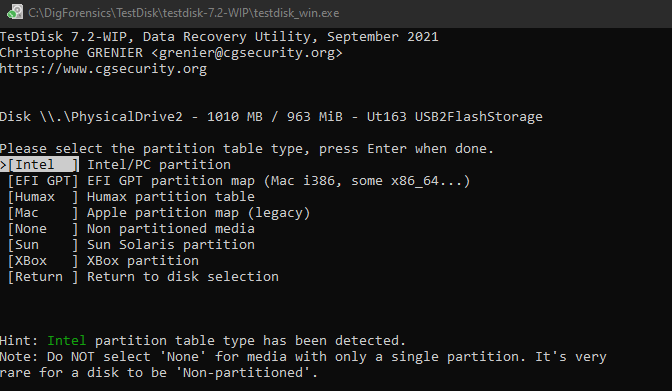 C:\DigForensics\TestDisk\testdisk-7.2-WIP\testdisk_win.exe
TestDisk 7.2-WIP, Data Recovery Utility, September 2021
Christophe GRENIER <grenier@cgsecurity.org>
https://www.cgsecurity.org
Disk \\.\PhysicalDrive2 - 1010 MB / 963 MiB - Ut163 USB2FlashStorage
Please select the partition table type, press Enter when done.
>[Intel  ] Intel/PC partition
[EFI GPT] EFI GPT partition map (Mac i386, some x86_64...)
[Humax  ] Humax partition table
[Mac    ] Apple partition map (legacy)
[None   ] Non partitioned media
[Sun    ] Sun Solaris partition
[XBox   ] XBox partition
[Return ] Return to disk selection
Hint: Intel partition table type has been detected.
Note: Do NOT select 'None' for media with only a single partition. It's very
rare for a disk to be 'Non-partitioned'.